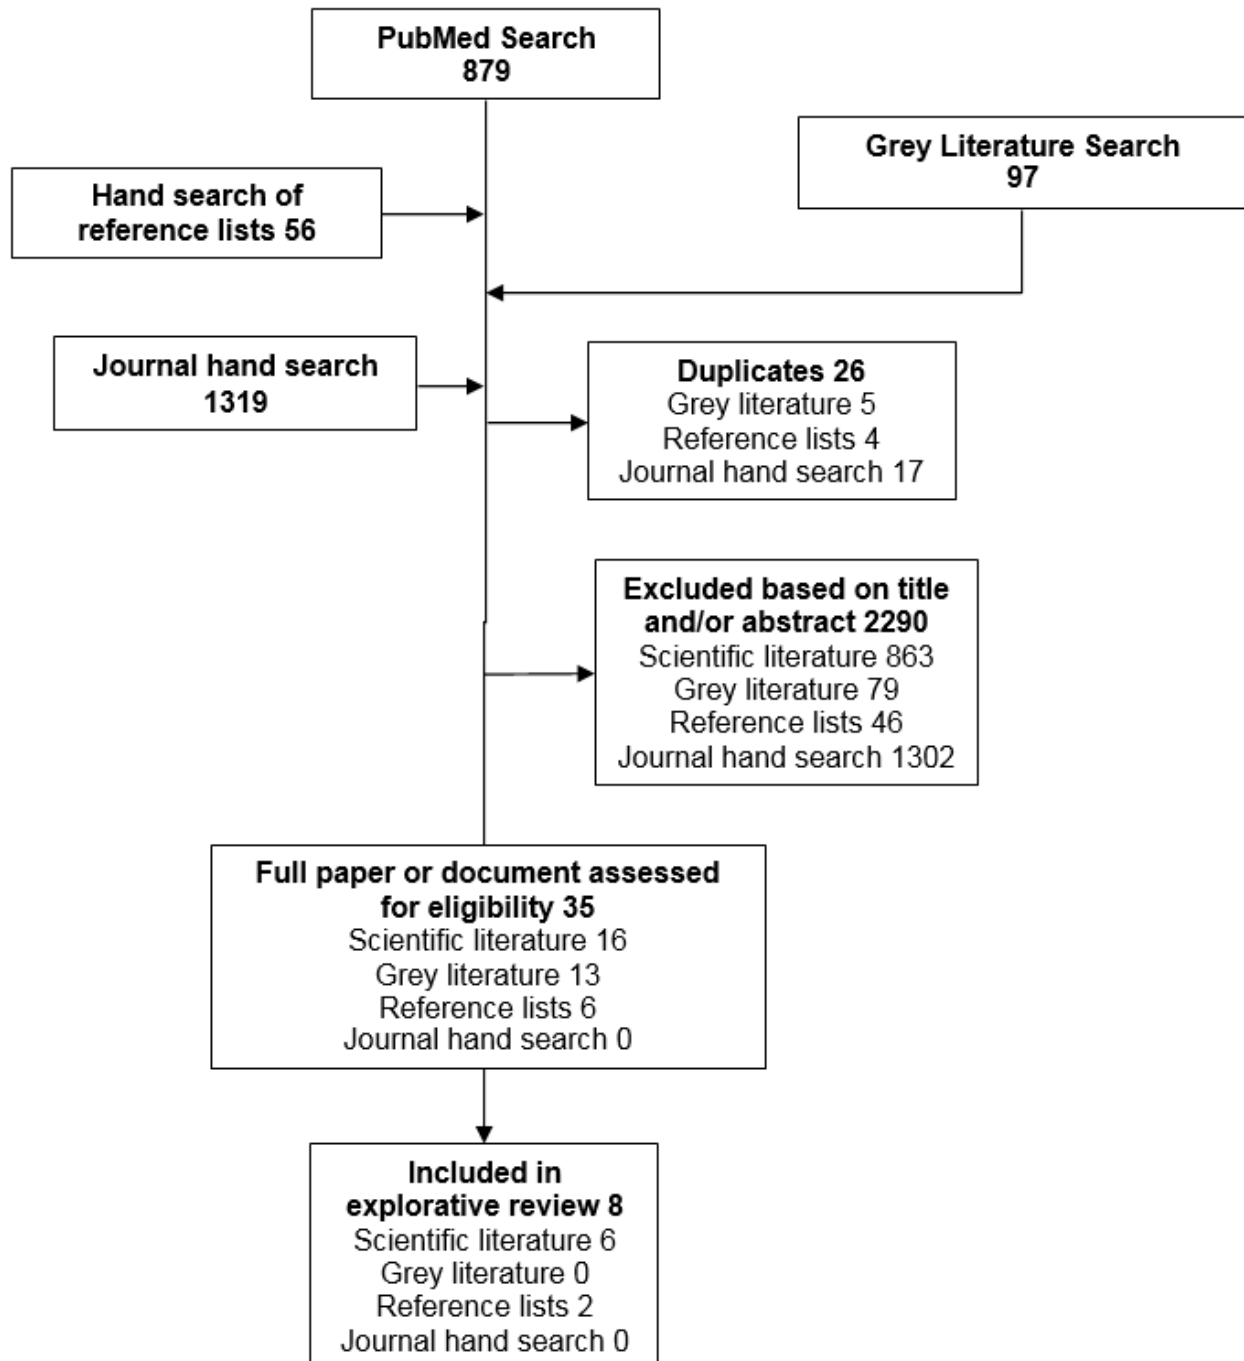 PubMed Search
879
Grey Literature Search
97
Hand search of
reference lists 56
Journal hand search
1319
Duplicates 26
Grey literature 5
Reference lists 4
Journal hand search 17
Excluded based on title
and/or abstract 2290
Scientific literature 863
Grey literature 79
Reference lists 46
Journal hand search 1302
Full paper or document assessed
for eligibility 35
Scientific literature 16
Grey literature 13
Reference lists 6
Journal hand search 0
Included in
explorative review 8
Scientific literature 6
Grey literature 0
Reference lists 2
Journal hand search 0